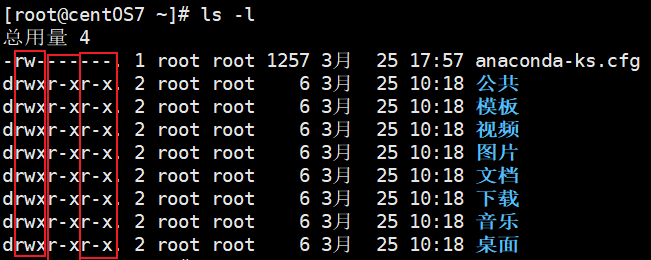 [root@centOS7 ~]# ls -l
总用量 4
-rw-------. 1 root root 1257 3月  25 17:57 anaconda-ks.cfg
drwxr-xr-x. 2 root root    6 3月  25 10:18 公共
drwxr-xr-x. 2 root root    6 3月  25 10:18 模板
drwxr-xr-x. 2 root root    6 3月  25 10:18 视频
drwxr-xr-x. 2 root root    6 3月  25 10:18 图片
drwxr-xr-x. 2 root root    6 3月  25 10:18 文档
drwxr-xr-x. 2 root root    6 3月  25 10:18 下载
drwxr-xr-x. 2 root root    6 3月  25 10:18 音乐
drwxr-xr-x. 2 root root    6 3月  25 10:18 桌面